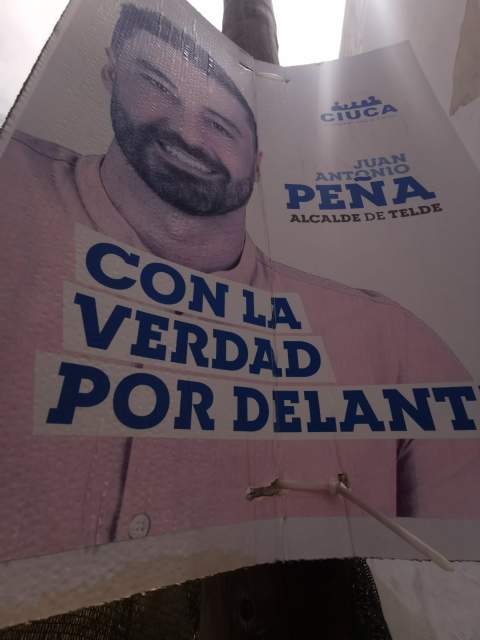 CIUCA
JUAN
ANTONIO
PEÑA
ALCALDE DE TELDE
CON LA
VERDAD
POR DELANT